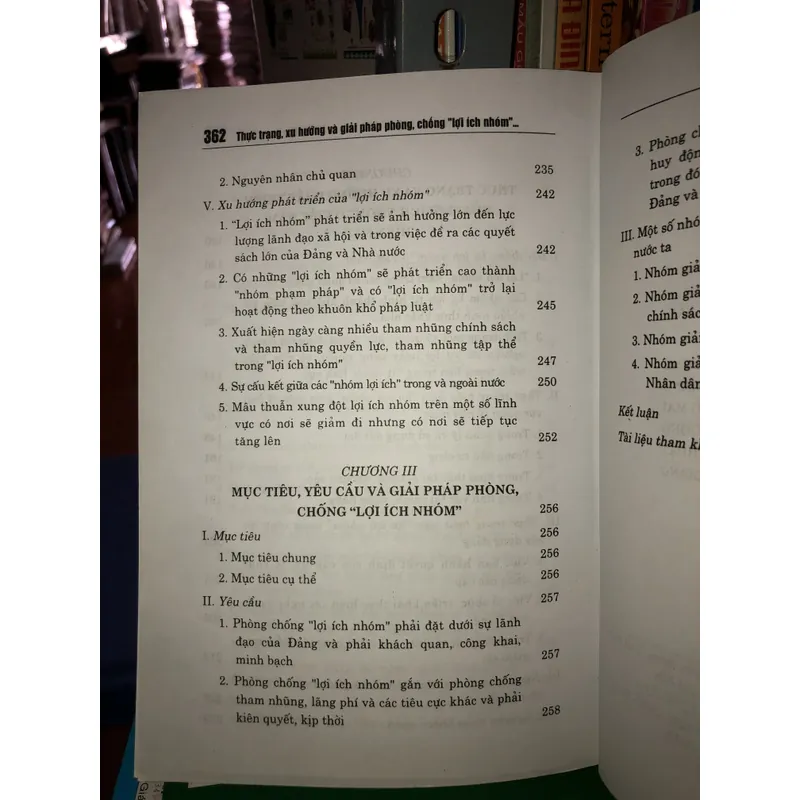 362 Thực trạng, xu hướng và giải pháp phòng, chống "lợi ích nhóm"...
2. Nguyên nhân chủ quan 235
V. Xu hướng phát triển của "lợi ích nhóm" 242
1. "Lợi ích nhóm" phát triển sẽ ảnh hưởng lớn đến lực
lượng lãnh đạo xã hội và trong việc đề ra các quyết
sách lớn của Đảng và Nhà nước 242
2. Có những "lợi ích nhóm" sẽ phát triển cao thành
"nhóm phạm pháp" và có "lợi ích nhóm" trở lại
hoạt động theo khuôn khổ pháp luật 245
3. Xuất hiện ngày càng nhiều tham nhũng chính sách
và tham nhũng quyền lực, tham nhũng tập thể
trong "lợi ích nhóm" 247
4. Sự cấu kết giữa các "nhóm lợi ích" trong và ngoài nước 250
5. Mâu thuẫn xung đột lợi ích nhóm trên một số lĩnh
vực có nơi sẽ giảm đi nhưng có nơi sẽ tiếp tục
tăng lên 252
CHƯƠNG III
MỤC TIÊU, YÊU CẦU VÀ GIẢI PHÁP PHÒNG,
CHỐNG "LỢI ÍCH NHÓM" 256
I. Mục tiêu 256
1. Mục tiêu chung 256
2. Mục tiêu cụ thể 256
II. Yêu cầu 257
1. Phòng chống "lợi ích nhóm" phải đặt dưới sự lãnh
đạo của Đảng và phải khách quan, công khai,
minh bạch 257
2. Phòng chống "lợi ích nhóm" gắn với phòng chống
tham nhũng, lãng phí và các tiêu cực khác và phải
kiên quyết, kịp thời 258
3. Phòng
huy động
trong đó
Đảng và
III. Một số
nước ta
1. Nhóm
2. Nhóm
3. Nhóm
4. Nhóm
Nhân dân
Kết luận
Tài liệu tham